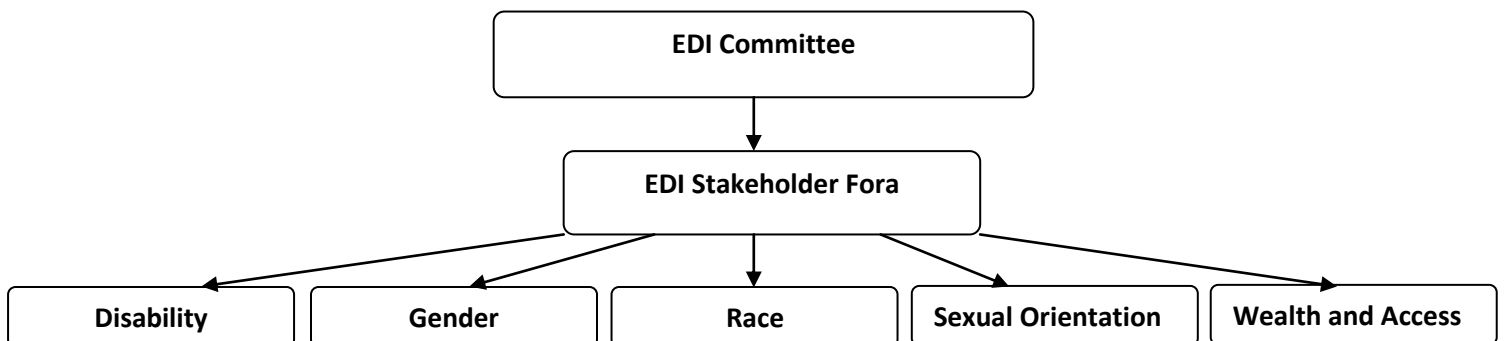 EDI Committee
EDI Stakeholder Fora
Disability
Gender
Race
Sexual Orientation
Wealth and Access